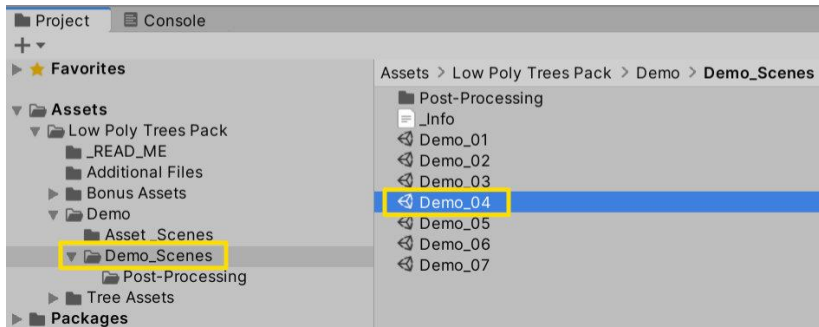 Project
Console
Favorites
Assets
Low Poly Trees Pack
_READ_ME
Additional Files
Bonus Assets
Demo
Asset_Scenes
Demo_Scenes
Post-Processing
Tree Assets
Packages
Assets > Low Poly Trees Pack > Demo > Demo_Scenes
Post-Processing
_Info
Demo_01
Demo_02
Demo_03
Demo_04
Demo_05
Demo_06
Demo_07